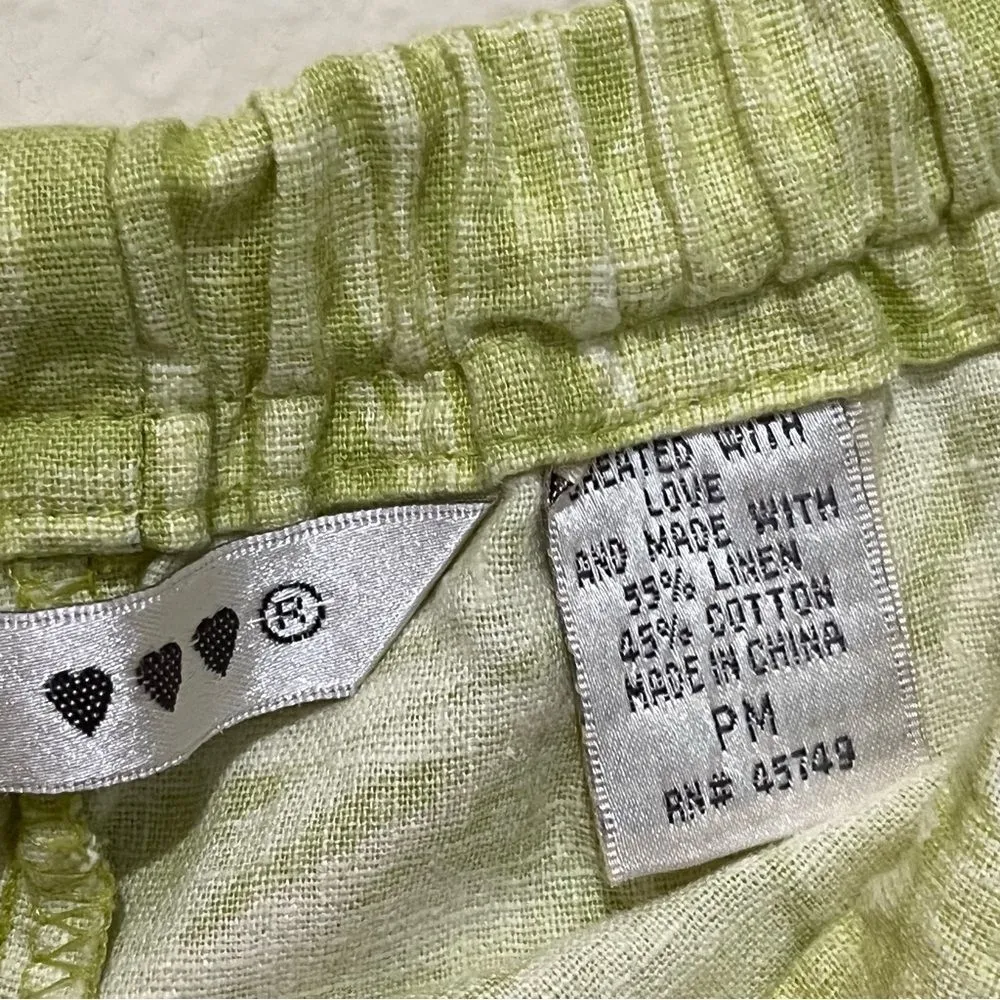 CREATED WITH
LOVE
AND MADE WITH
55% LINEN
45% COTTON
MADE IN CHINA
PM
RN# 45749
®